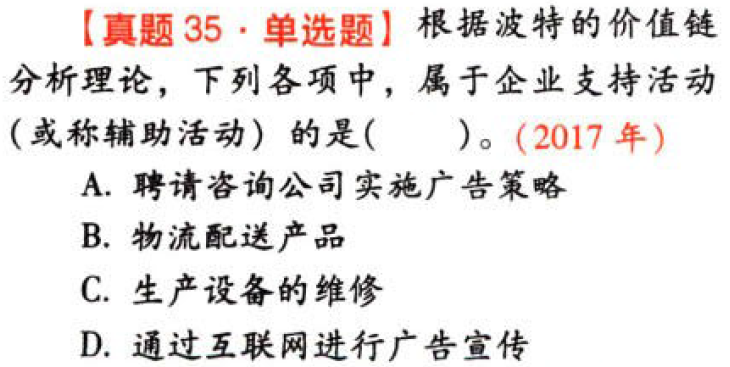 【真题 35·单选题】根据波特的价值链
分析理论，下列各项中，属于企业支持活动
（或称辅助活动）的是(　　)。(2017 年)
A. 聘请咨询公司实施广告策略
B. 物流配送产品
C. 生产设备的维修
D. 通过互联网进行广告宣传